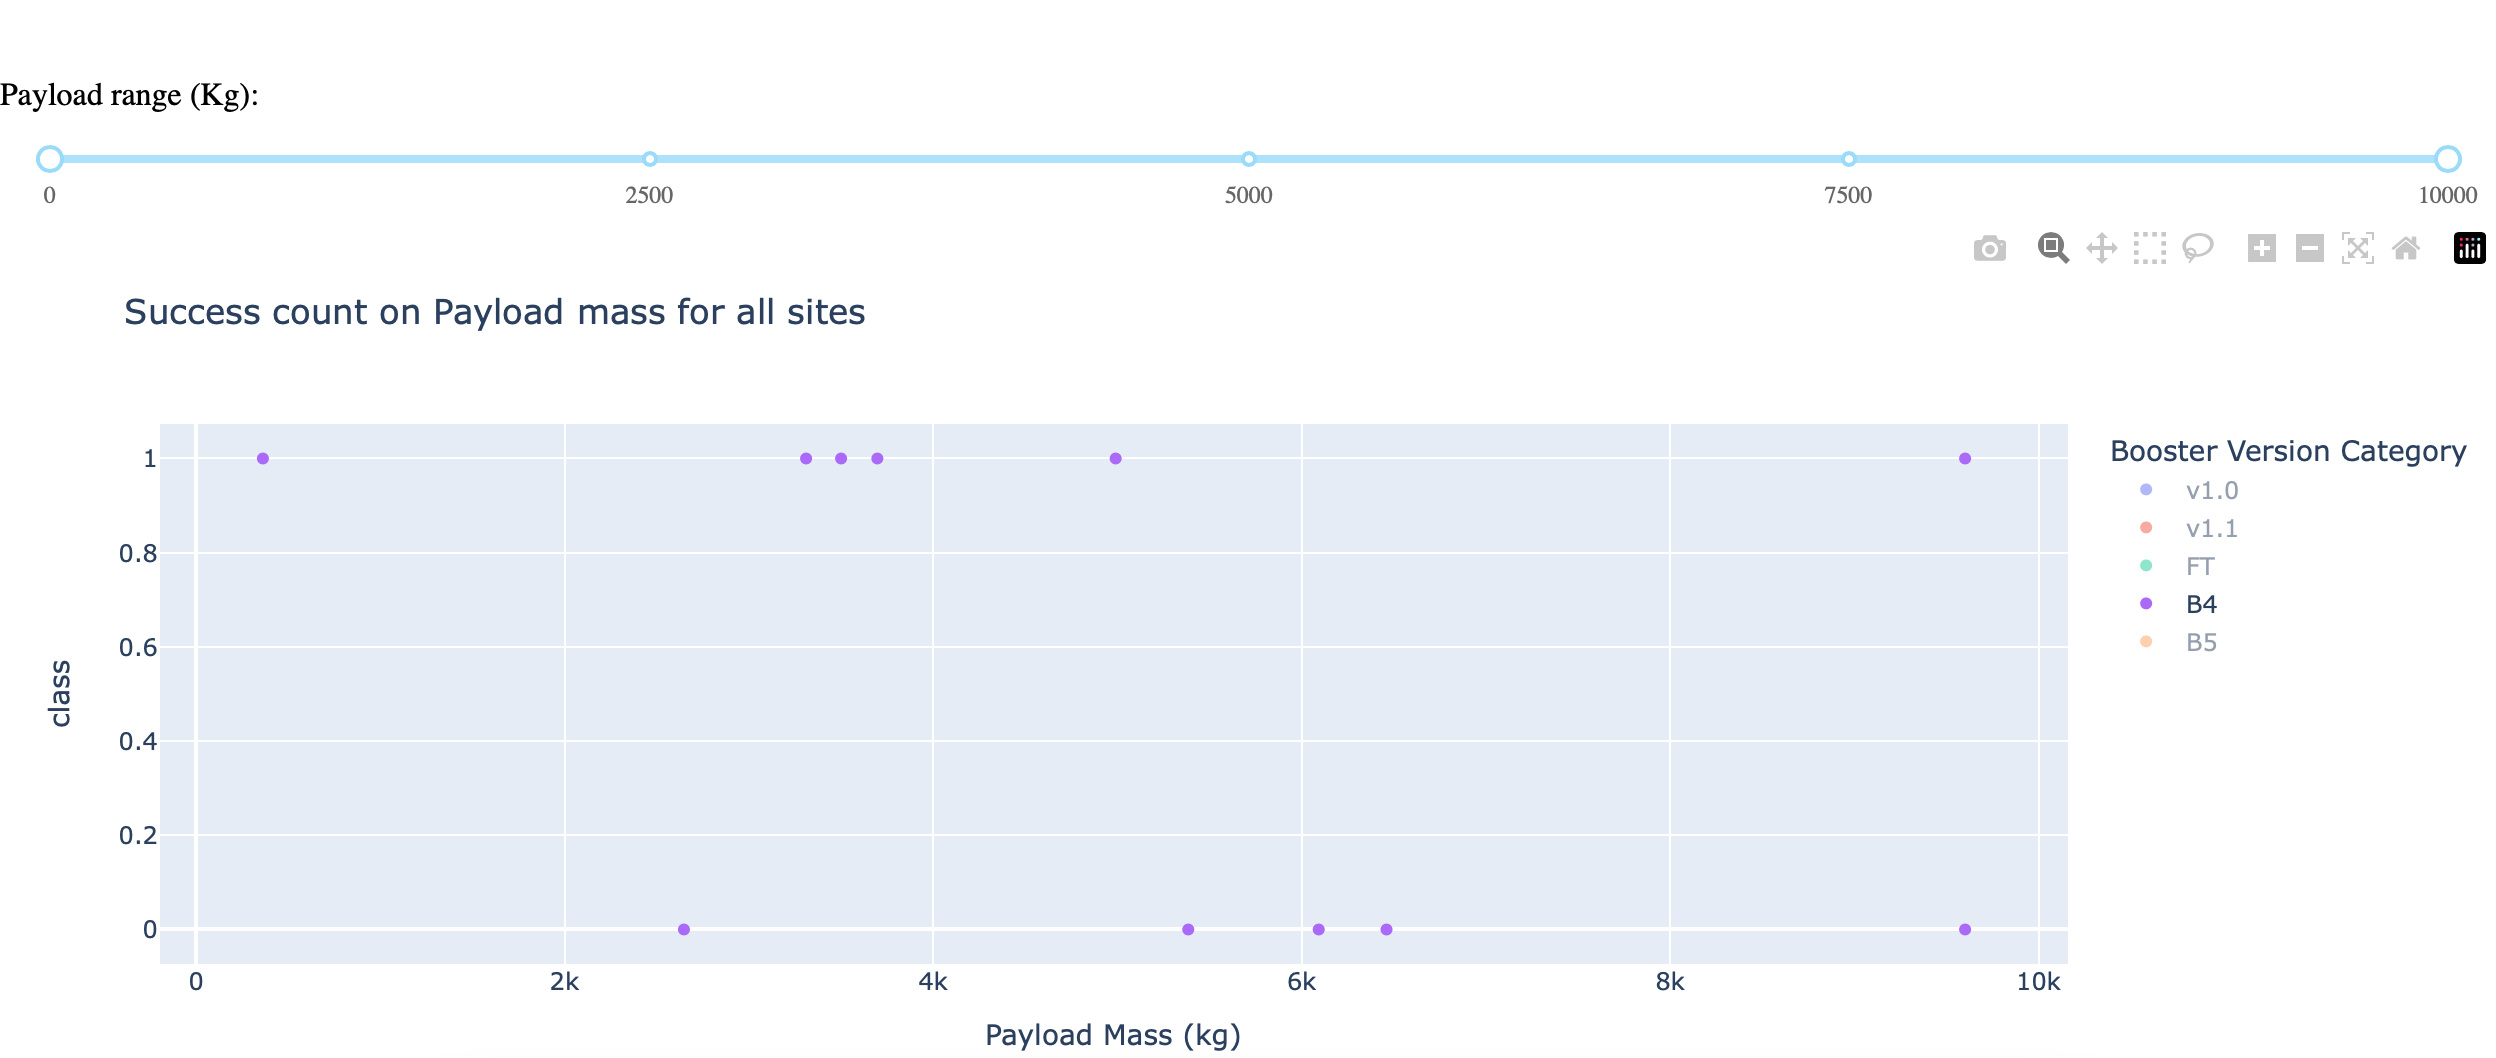 Payload range (Kg):
0 2500 5000 7500 10000
Success count on Payload mass for all sites
Booster Version Category
v1.0
v1.1
FT
B4
B5
1
0.8
0.6
0.4
0.2
0
class
0 2k 4k 6k 8k 10k
Payload Mass (kg)